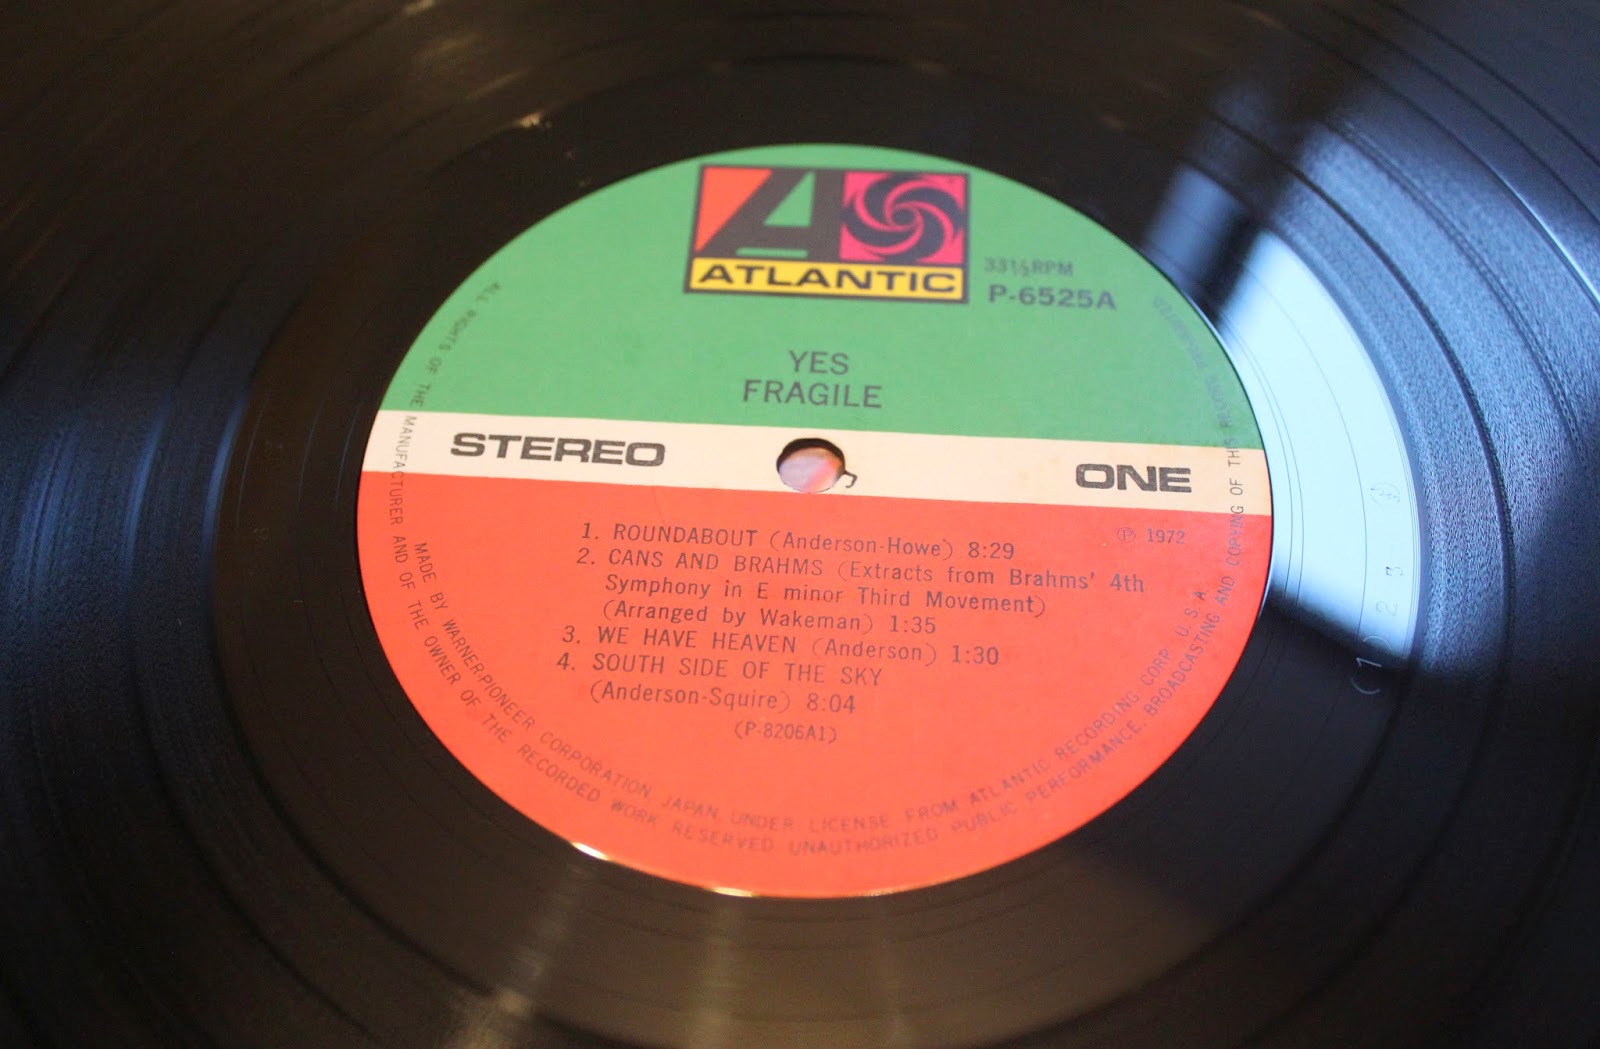 ATLANTIC
33⅓RPM
P-6525A
YES
FRAGILE
STEREO
ONE
℗ 1972
1. ROUNDABOUT (Anderson-Howe) 8:29
2. CANS AND BRAHMS (Extracts from Brahms' 4th
Symphony in E minor Third Movement)
(Arranged by Wakeman) 1:35
3. WE HAVE HEAVEN (Anderson) 1:30
4. SOUTH SIDE OF THE SKY
(Anderson-Squire) 8:04
(P-8206A1)
MADE BY WARNER-PIONEER CORPORATION, JAPAN, UNDER LICENSE FROM ATLANTIC RECORDING CORP. U.S.A.
ALL RIGHTS OF THE MANUFACTURER AND OF THE OWNER OF THE RECORDED WORK RESERVED UNAUTHORIZED PUBLIC PERFORMANCE, BROADCASTING AND COPYING OF THIS RECORD